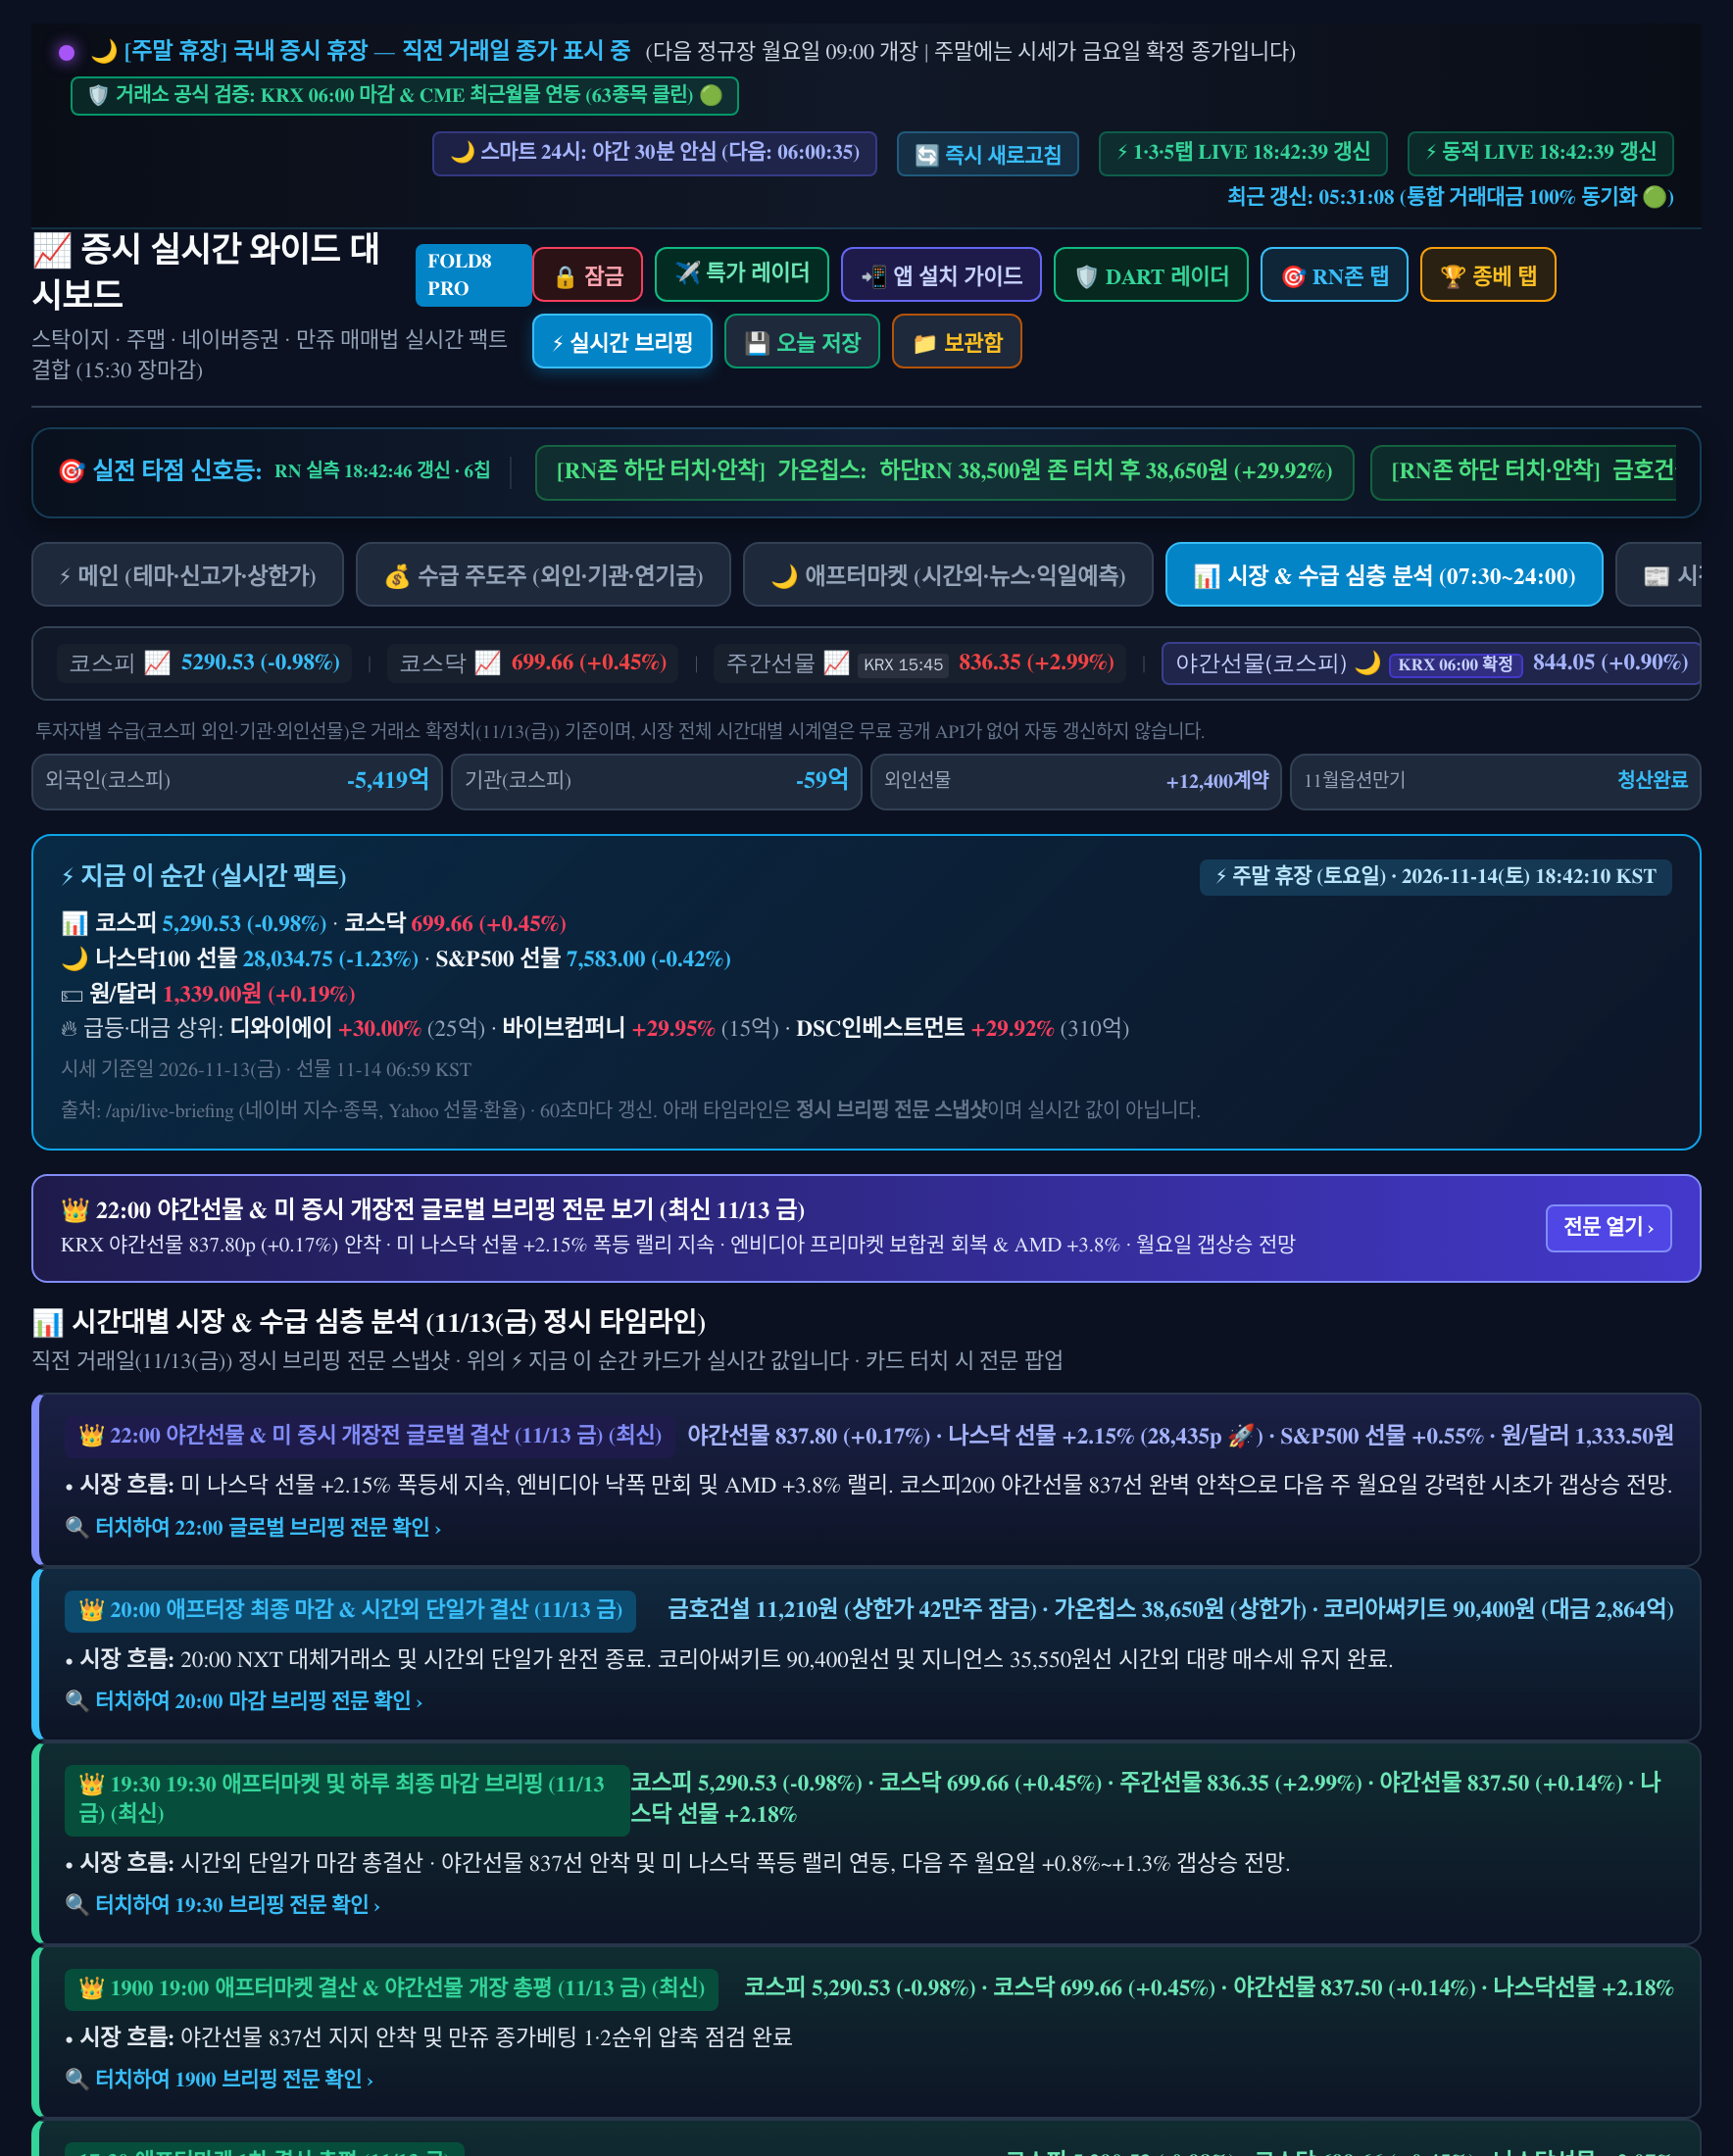 🌙 [주말 휴장] 국내 증시 휴장 — 직전 거래일 종가 표시 중 (다음 정규장 월요일 09:00 개장 | 주말에는 시세가 금요일 확정 종가입니다)
🛡️ 거래소 공식 검증: KRX 06:00 마감 & CME 최근월물 연동 (63종목 클린) 🟢
🌙 스마트 24시: 야간 30분 안심 (다음: 06:00:35) 🔄 즉시 새로고침 ⚡ 1·3·5탭 LIVE 18:42:39 갱신 ⚡ 동적 LIVE 18:42:39 갱신
최근 갱신: 05:31:08 (통합 거래대금 100% 동기화 🟢)
📈 증시 실시간 와이드 대
시보드
FOLD8
PRO
스탁이지 · 주맵 · 네이버증권 · 만쥬 매매법 실시간 팩트
결합 (15:30 장마감)
🔒 잠금 ✈️ 특가 레이더 📲 앱 설치 가이드 🛡️ DART 레이더 🎯 RN존 탭 🏆 종베 탭
⚡ 실시간 브리핑 💾 오늘 저장 📁 보관함
🎯 실전 타점 신호등: RN 실측 18:42:46 갱신 · 6칩 [RN존 하단 터치·안착] 가온칩스: 하단RN 38,500원 존 터치 후 38,650원 (+29.92%) [RN존 하단 터치·안착] 금호건
⚡ 메인 (테마·신고가·상한가) 💰 수급 주도주 (외인·기관·연기금) 🌙 애프터마켓 (시간외·뉴스·익일예측) 📊 시장 & 수급 심층 분석 (07:30~24:00) 📰 시
코스피 📈 5290.53 (-0.98%) | 코스닥 📈 699.66 (+0.45%) | 주간선물 📈 KRX 15:45 836.35 (+2.99%) | 야간선물(코스피) 🌙 KRX 06:00 확정 844.05 (+0.90%)
투자자별 수급(코스피 외인·기관·외인선물)은 거래소 확정치(11/13(금)) 기준이며, 시장 전체 시간대별 시계열은 무료 공개 API가 없어 자동 갱신하지 않습니다.
외국인(코스피) -5,419억 기관(코스피) -59억 외인선물 +12,400계약 11월옵션만기 청산완료
⚡ 지금 이 순간 (실시간 팩트) ⚡ 주말 휴장 (토요일) · 2026-11-14(토) 18:42:10 KST
📊 코스피 5,290.53 (-0.98%) · 코스닥 699.66 (+0.45%)
🌙 나스닥100 선물 28,034.75 (-1.23%) · S&P500 선물 7,583.00 (-0.42%)
💵 원/달러 1,339.00원 (+0.19%)
🔥 급등·대금 상위: 디와이에이 +30.00% (25억) · 바이브컴퍼니 +29.95% (15억) · DSC인베스트먼트 +29.92% (310억)
시세 기준일 2026-11-13(금) · 선물 11-14 06:59 KST
출처: /api/live-briefing (네이버 지수·종목, Yahoo 선물·환율) · 60초마다 갱신. 아래 타임라인은 정시 브리핑 전문 스냅샷이며 실시간 값이 아닙니다.
👑 22:00 야간선물 & 미 증시 개장전 글로벌 브리핑 전문 보기 (최신 11/13 금)
KRX 야간선물 837.80p (+0.17%) 안착 · 미 나스닥 선물 +2.15% 폭등 랠리 지속 · 엔비디아 프리마켓 보합권 회복 & AMD +3.8% · 월요일 갭상승 전망
전문 열기 ›
📊 시간대별 시장 & 수급 심층 분석 (11/13(금) 정시 타임라인)
직전 거래일(11/13(금)) 정시 브리핑 전문 스냅샷 · 위의 ⚡ 지금 이 순간 카드가 실시간 값입니다 · 카드 터치 시 전문 팝업
👑 22:00 야간선물 & 미 증시 개장전 글로벌 결산 (11/13 금) (최신) 야간선물 837.80 (+0.17%) · 나스닥 선물 +2.15% (28,435p 🚀) · S&P500 선물 +0.55% · 원/달러 1,333.50원
• 시장 흐름: 미 나스닥 선물 +2.15% 폭등세 지속, 엔비디아 낙폭 만회 및 AMD +3.8% 랠리. 코스피200 야간선물 837선 완벽 안착으로 다음 주 월요일 강력한 시초가 갭상승 전망.
🔍 터치하여 22:00 글로벌 브리핑 전문 확인 ›
👑 20:00 애프터장 최종 마감 & 시간외 단일가 결산 (11/13 금) 금호건설 11,210원 (상한가 42만주 잠금) · 가온칩스 38,650원 (상한가) · 코리아써키트 90,400원 (대금 2,864억)
• 시장 흐름: 20:00 NXT 대체거래소 및 시간외 단일가 완전 종료. 코리아써키트 90,400원선 및 지니언스 35,550원선 시간외 대량 매수세 유지 완료.
🔍 터치하여 20:00 마감 브리핑 전문 확인 ›
👑 19:30 19:30 애프터마켓 및 하루 최종 마감 브리핑 (11/13
금) (최신)
코스피 5,290.53 (-0.98%) · 코스닥 699.66 (+0.45%) · 주간선물 836.35 (+2.99%) · 야간선물 837.50 (+0.14%) · 나
스닥 선물 +2.18%
• 시장 흐름: 시간외 단일가 마감 총결산 · 야간선물 837선 안착 및 미 나스닥 폭등 랠리 연동, 다음 주 월요일 +0.8%~+1.3% 갭상승 전망.
🔍 터치하여 19:30 브리핑 전문 확인 ›
👑 1900 19:00 애프터마켓 결산 & 야간선물 개장 총평 (11/13 금) (최신) 코스피 5,290.53 (-0.98%) · 코스닥 699.66 (+0.45%) · 야간선물 837.50 (+0.14%) · 나스닥선물 +2.18%
• 시장 흐름: 야간선물 837선 지지 안착 및 만쥬 종가베팅 1·2순위 압축 점검 완료
🔍 터치하여 1900 브리핑 전문 확인 ›